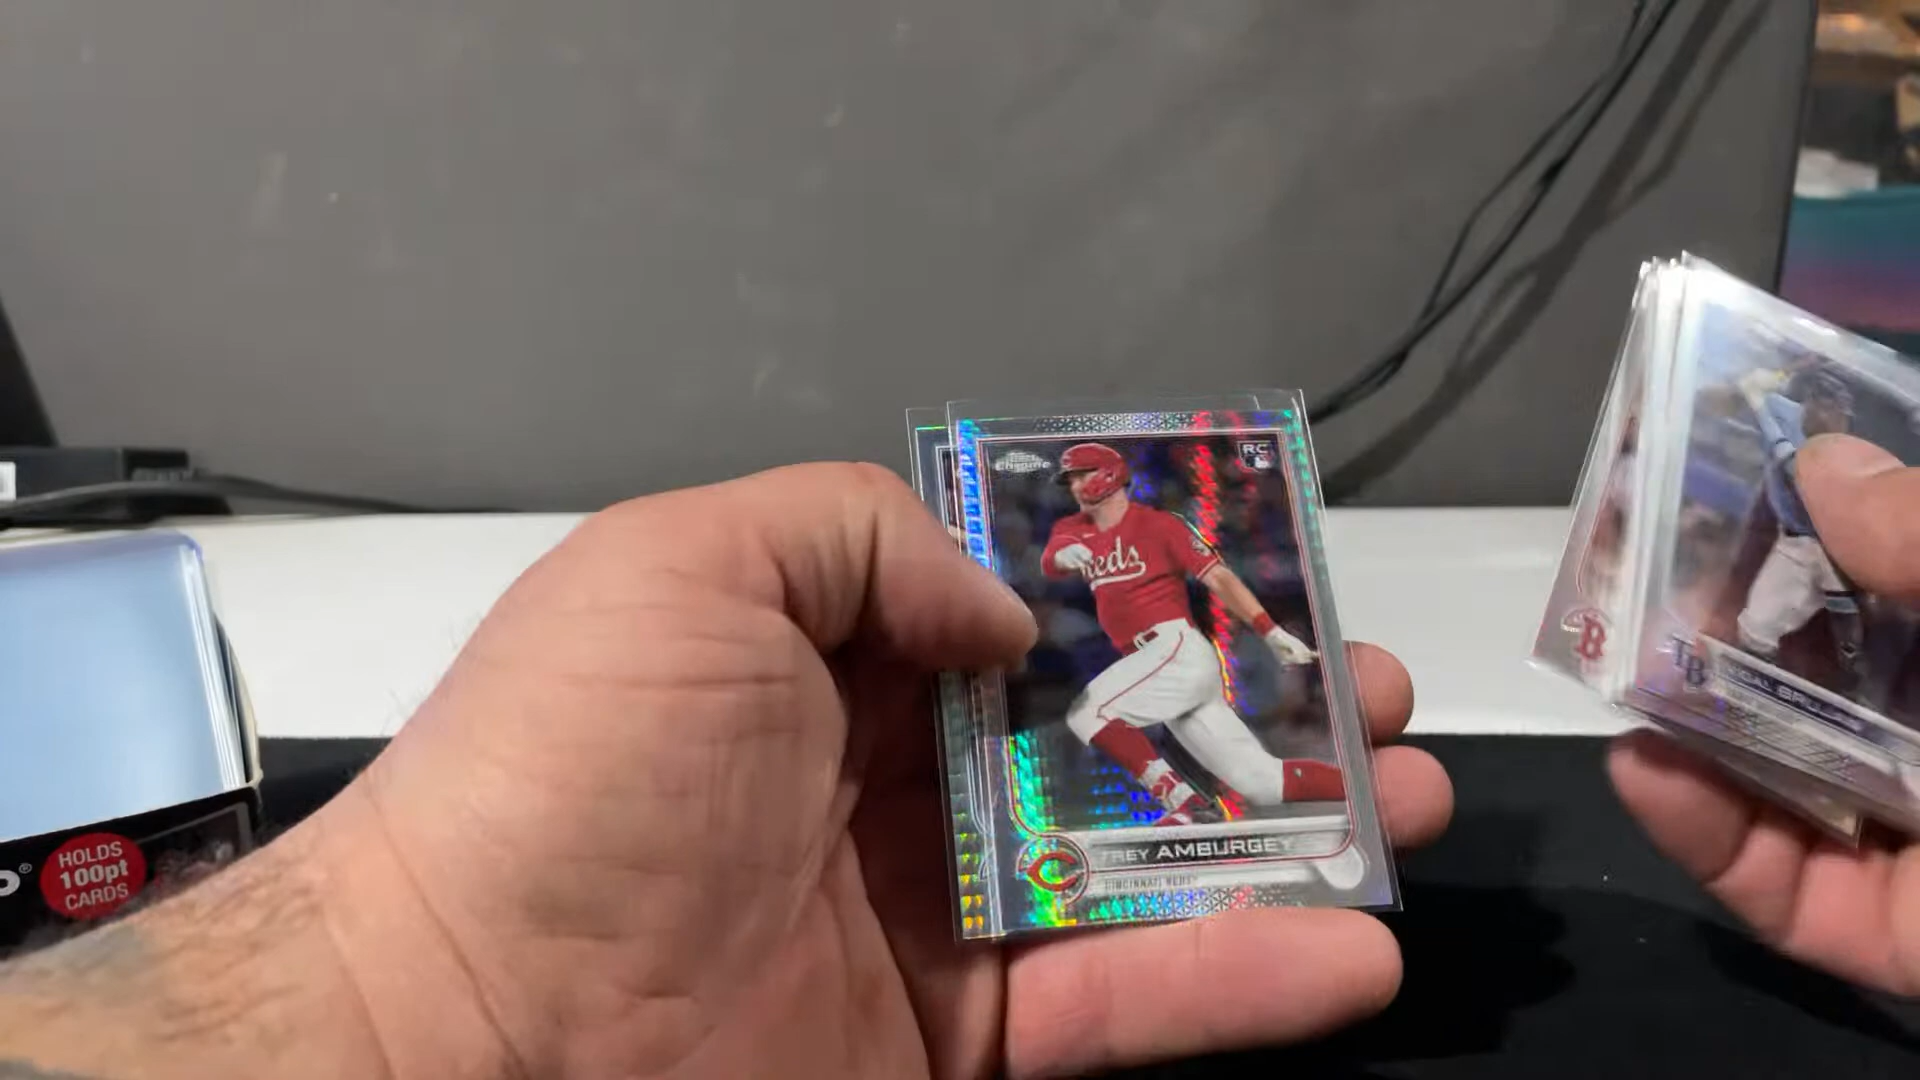 Topps
Chrome
RC
Reds
TREY AMBURGEY
CINCINNATI REDS
C
B
TB
HOLDS
100pt
CARDS